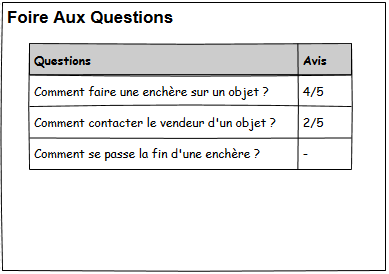 Foire Aux Questions
Questions Avis
Comment faire une enchère sur un objet ? 4/5
Comment contacter le vendeur d'un objet ? 2/5
Comment se passe la fin d'une enchère ? -